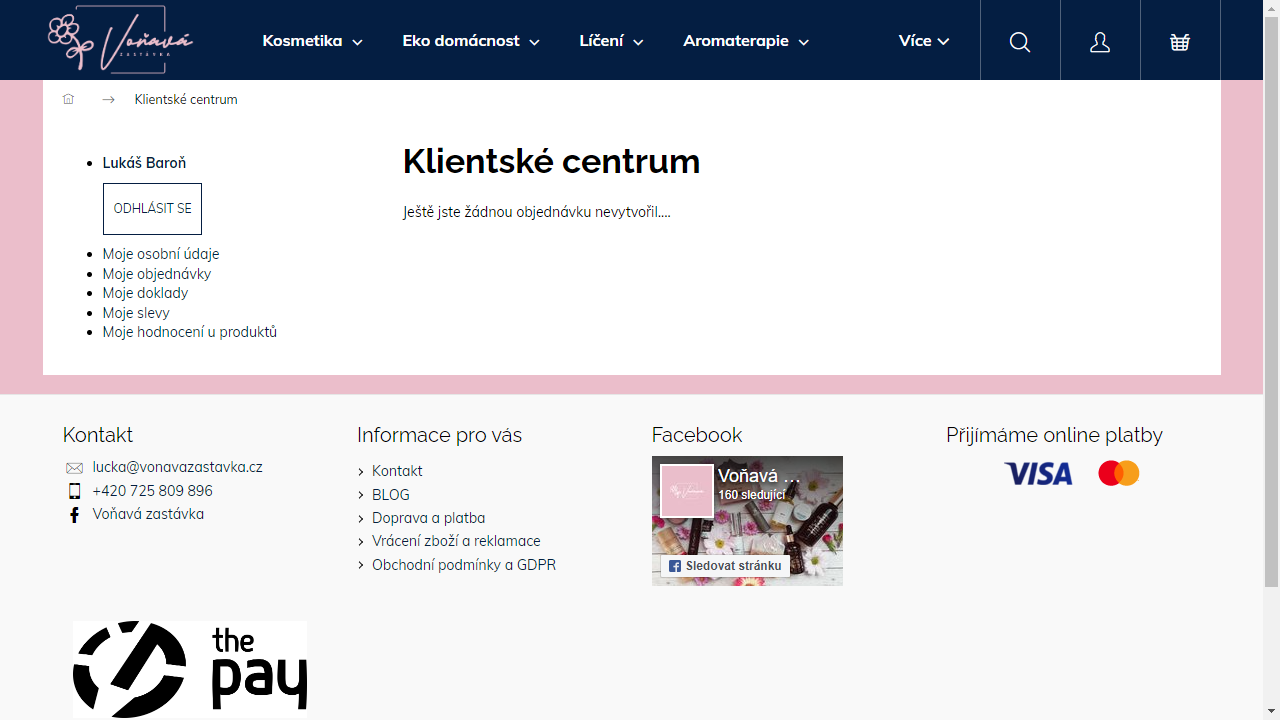 Voňavá
ZASTÁVKA
Kosmetika
Eko domácnost
Líčení
Aromaterapie
Více
Klientské centrum
Lukáš Baroň
ODHLÁSIT SE
Moje osobní údaje
Moje objednávky
Moje doklady
Moje slevy
Moje hodnocení u produktů
Klientské centrum
Ještě jste žádnou objednávku nevytvořil....
Kontakt
lucka@vonavazastavka.cz
+420 725 809 896
Voňavá zastávka
Informace pro vás
Kontakt
BLOG
Doprava a platba
Vrácení zboží a reklamace
Obchodní podmínky a GDPR
Facebook
Voňavá ...
160 sledující
Sledovat stránku
Přijímáme online platby
VISA
the
pay